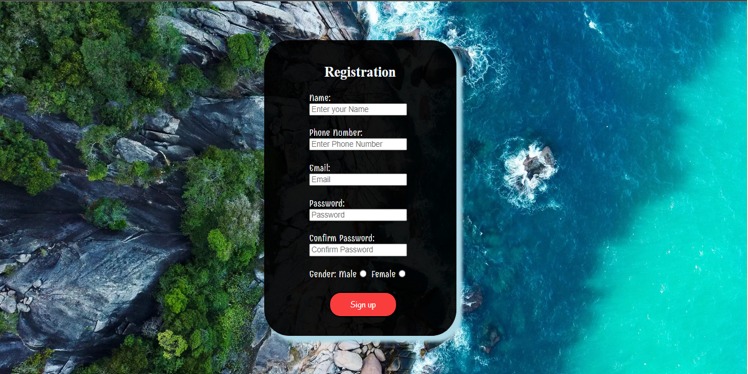 Registration
Name:
Enter your Name
Phone Number:
Enter Phone Number
Email:
Email
Password:
Password
Confirm Password:
Confirm Password
Gender: Male Female
Sign up